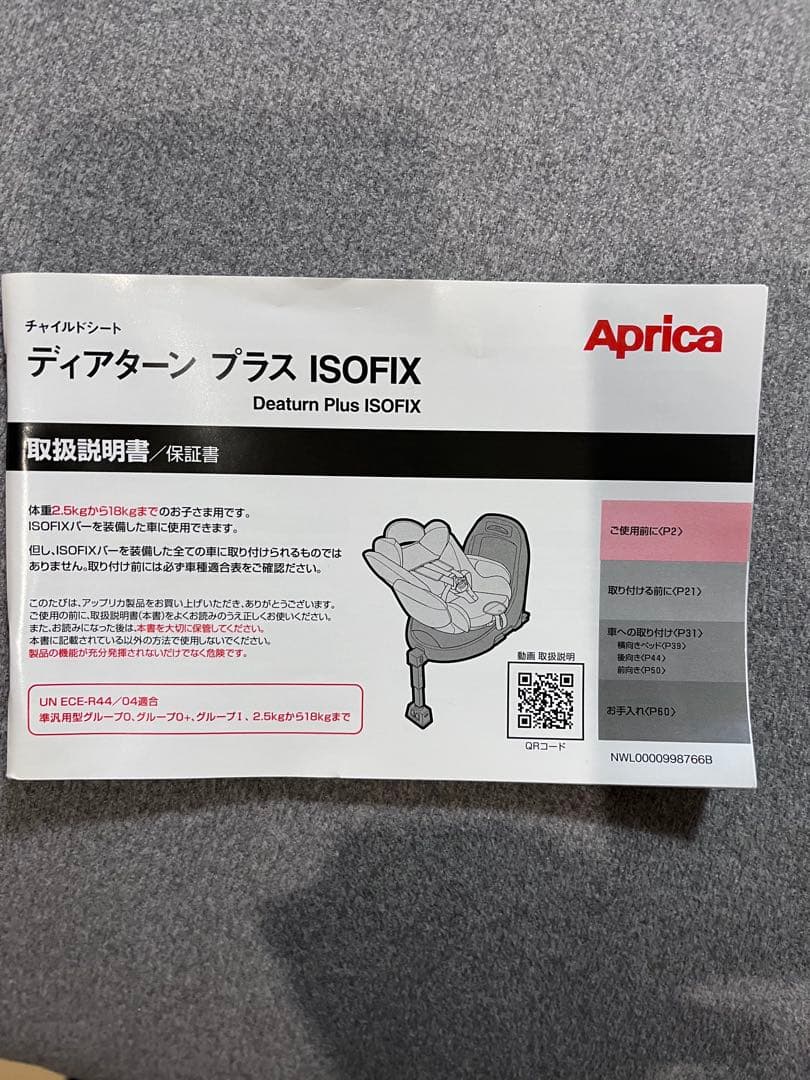 チャイルドシート
ディアターン プラス ISOFIX
Deaturn Plus ISOFIX
Aprica
取扱説明書/保証書
体重2.5kgから18kgまでのお子さま用です。
ISOFIXバーを装備した車に使用できます。
但し、ISOFIXバーを装備した全ての車に取り付けられるものでは
ありません。取り付け前には必ず車種適合表をご確認ださい。
このたびは、アップリカ製品をお買い上げいただき、ありがとうございます。
ご使用の前に、取扱説明書(本書)をよくお読みのうえ正しくお使いください。
また、お読みになった後は、本書を大切に保管してください。
本書に記載されている以外の方法で使用しないでください。
製品の機能が充分発揮されないだけでなく危険です。
UN ECE-R44/04適合
準汎用型グループ0、グループ0+、グループI、2.5kgから18kgまで
動画 取扱説明
QRコード
ご使用前に〈P2〉
取り付ける前に〈P21〉
車への取り付け〈P31〉
横向きベッド〈P39〉
後向き〈P44〉
前向き〈P50〉
お手入れ〈P60〉
NWL0000998766B